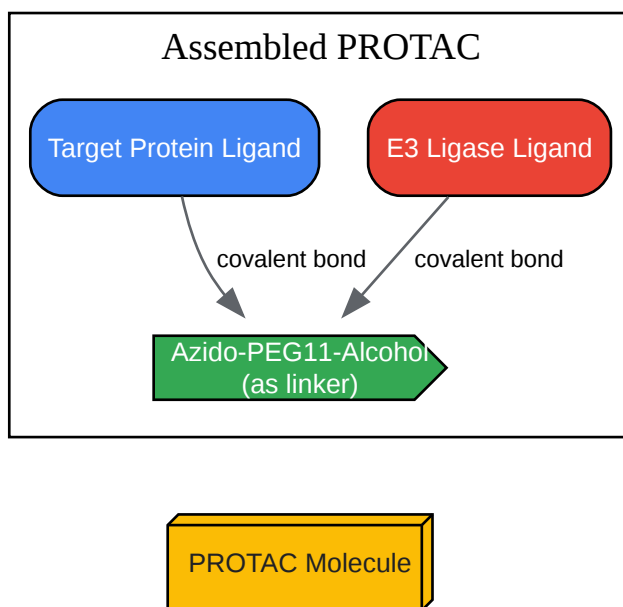 Assembled PROTAC
Target Protein Ligand
E3 Ligase Ligand
covalent bond
covalent bond
Azido-PEG11-Alcohol
(as linker)
PROTAC Molecule